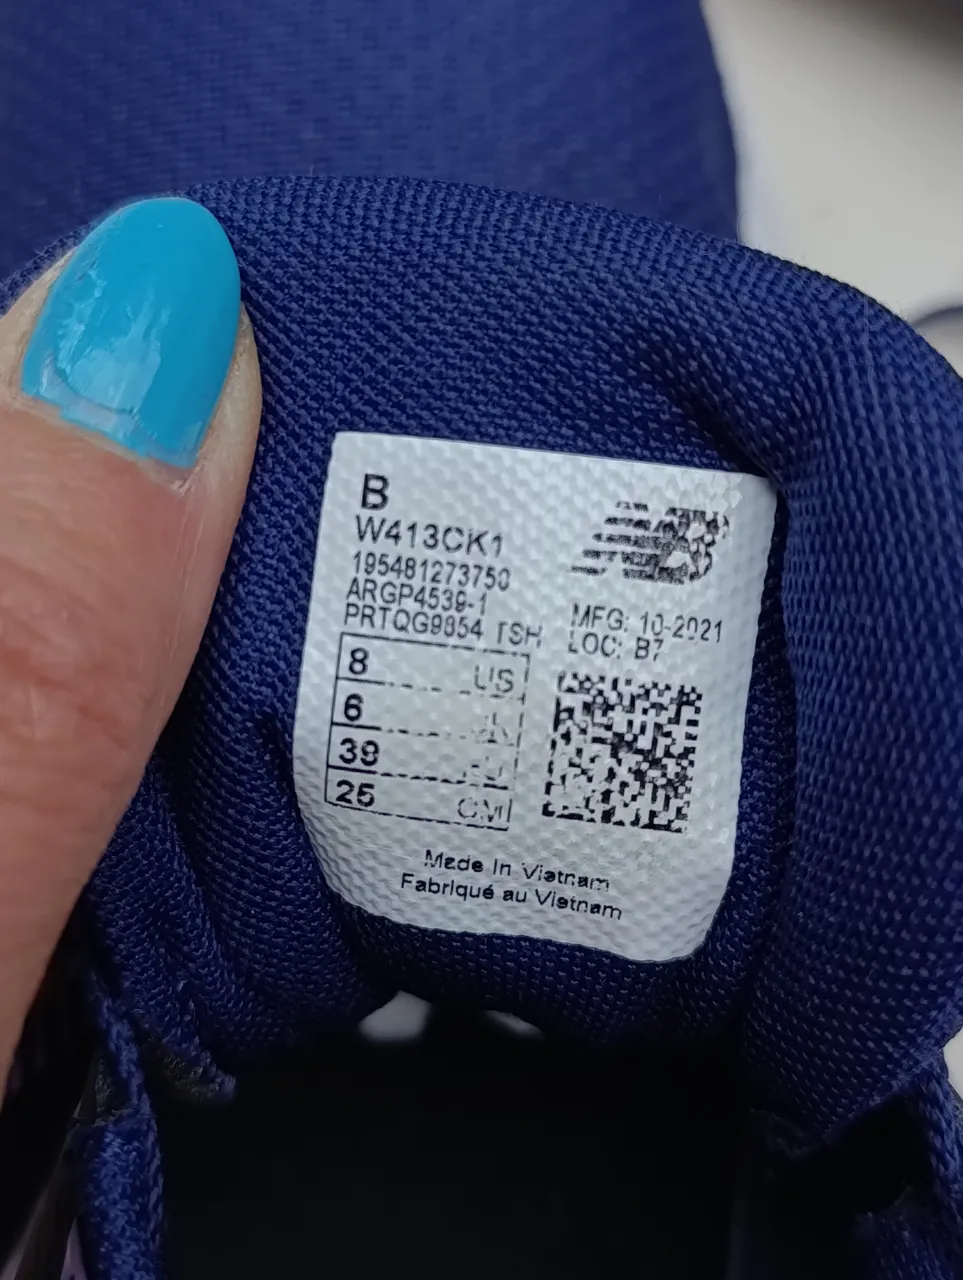 B
W413CK1
195481273750
ARGP4539-1
PRTQG9854 TSH
8 US
6
39
25 CM
NB
MFG: 10-2021
LOC: B7
Made In Vietnam
Fabriqué au Vietnam